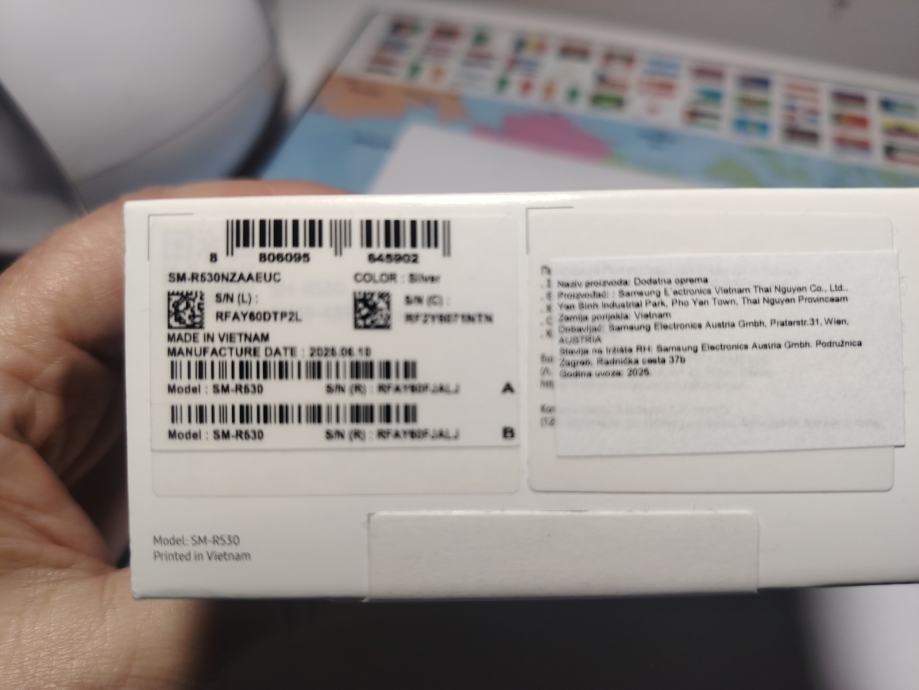 8 806095 645902
SM-R530NZAAEUC COLOR : Silver
S/N (L) :
RFAY60DTP2L
S/N (C) :
MADE IN VIETNAM
MANUFACTURE DATE : 2025.06.10
Model : SM-R530 S/N (R) : RFAY60FJALJ A
Model : SM-R530 S/N (R) : RFAY60FJALJ B
Model: SM-R530
Printed in Vietnam
Naziv proizvoda: Dodatna oprema
Proizvođač: : Samsung Electronics Vietnam Thai Nguyen Co., Ltd.,
Yen Binh Industrial Park, Pho Yen Town, Thai Nguyen Provinceam
Zemlja porijekla: Vietnam
Dobavljač: Samsung Electronics Austria Gmbh, Praterstr.31, Wien,
AUSTRIA
Stavlja na tržište RH: Samsung Electronics Austria Gmbh. Podružnica
Zagreb, Radnička cesta 37b
Godina uvoza: 2025.